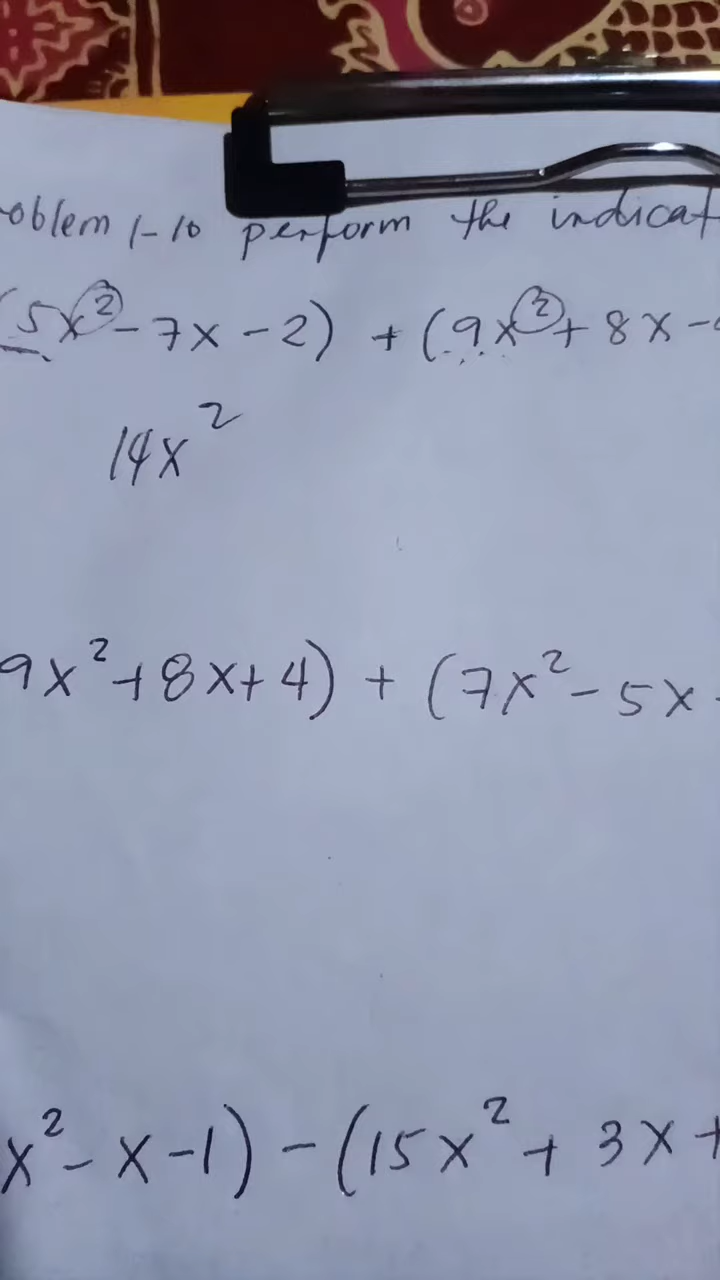 oblem 1-10 perform the indicat
(5x² - 7x - 2) + (9x² + 8x -
14x²
9x² + 8x + 4) + (7x² - 5x
x² - x - 1) - (15x² + 3x +